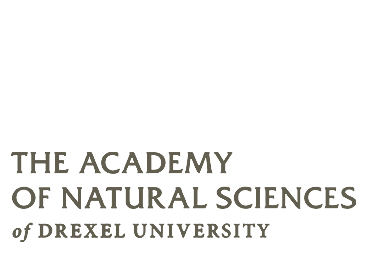 THE ACADEMY
OF NATURAL SCIENCES
of DREXEL UNIVERSITY